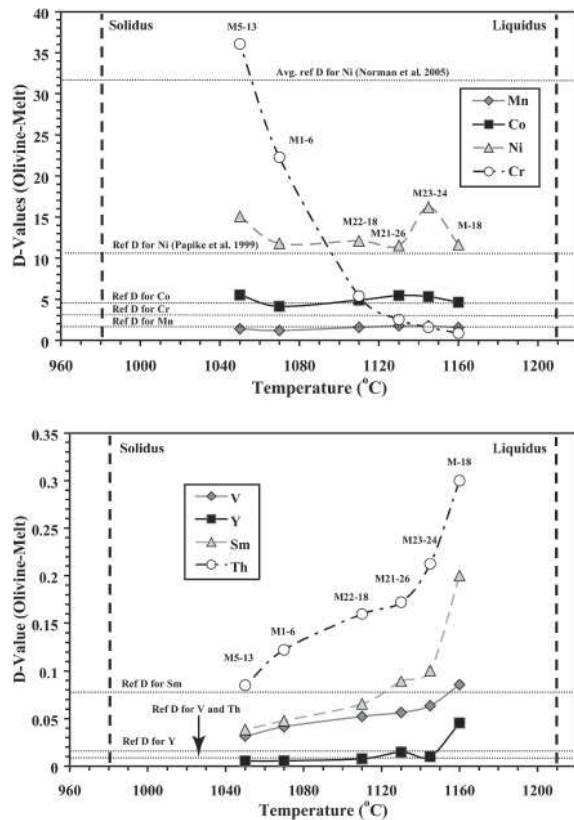 40
35
30
25
20
15
10
5
0
D-Values (Olivine-Melt)
Solidus
Liquidus
M5-13
Avg. ref D for Ni (Norman et al. 2005)
Mn
Co
Ni
Cr
M1-6
M23-24
M22-18
M21-26
M-18
Ref D for Ni (Papike et al. 1999)
Ref D for Co
Ref D for Cr
Ref D for Mn
960 1000 1040 1080 1120 1160 1200
Temperature (°C)
0.35
0.3
0.25
0.2
0.15
0.1
0.05
0
D-Value (Olivine-Melt)
Solidus
Liquidus
M-18
V
Y
Sm
Th
M23-24
M21-26
M22-18
M1-6
M5-13
Ref D for Sm
Ref D for V and Th
Ref D for Y
960 1000 1040 1080 1120 1160 1200
Temperature (°C)